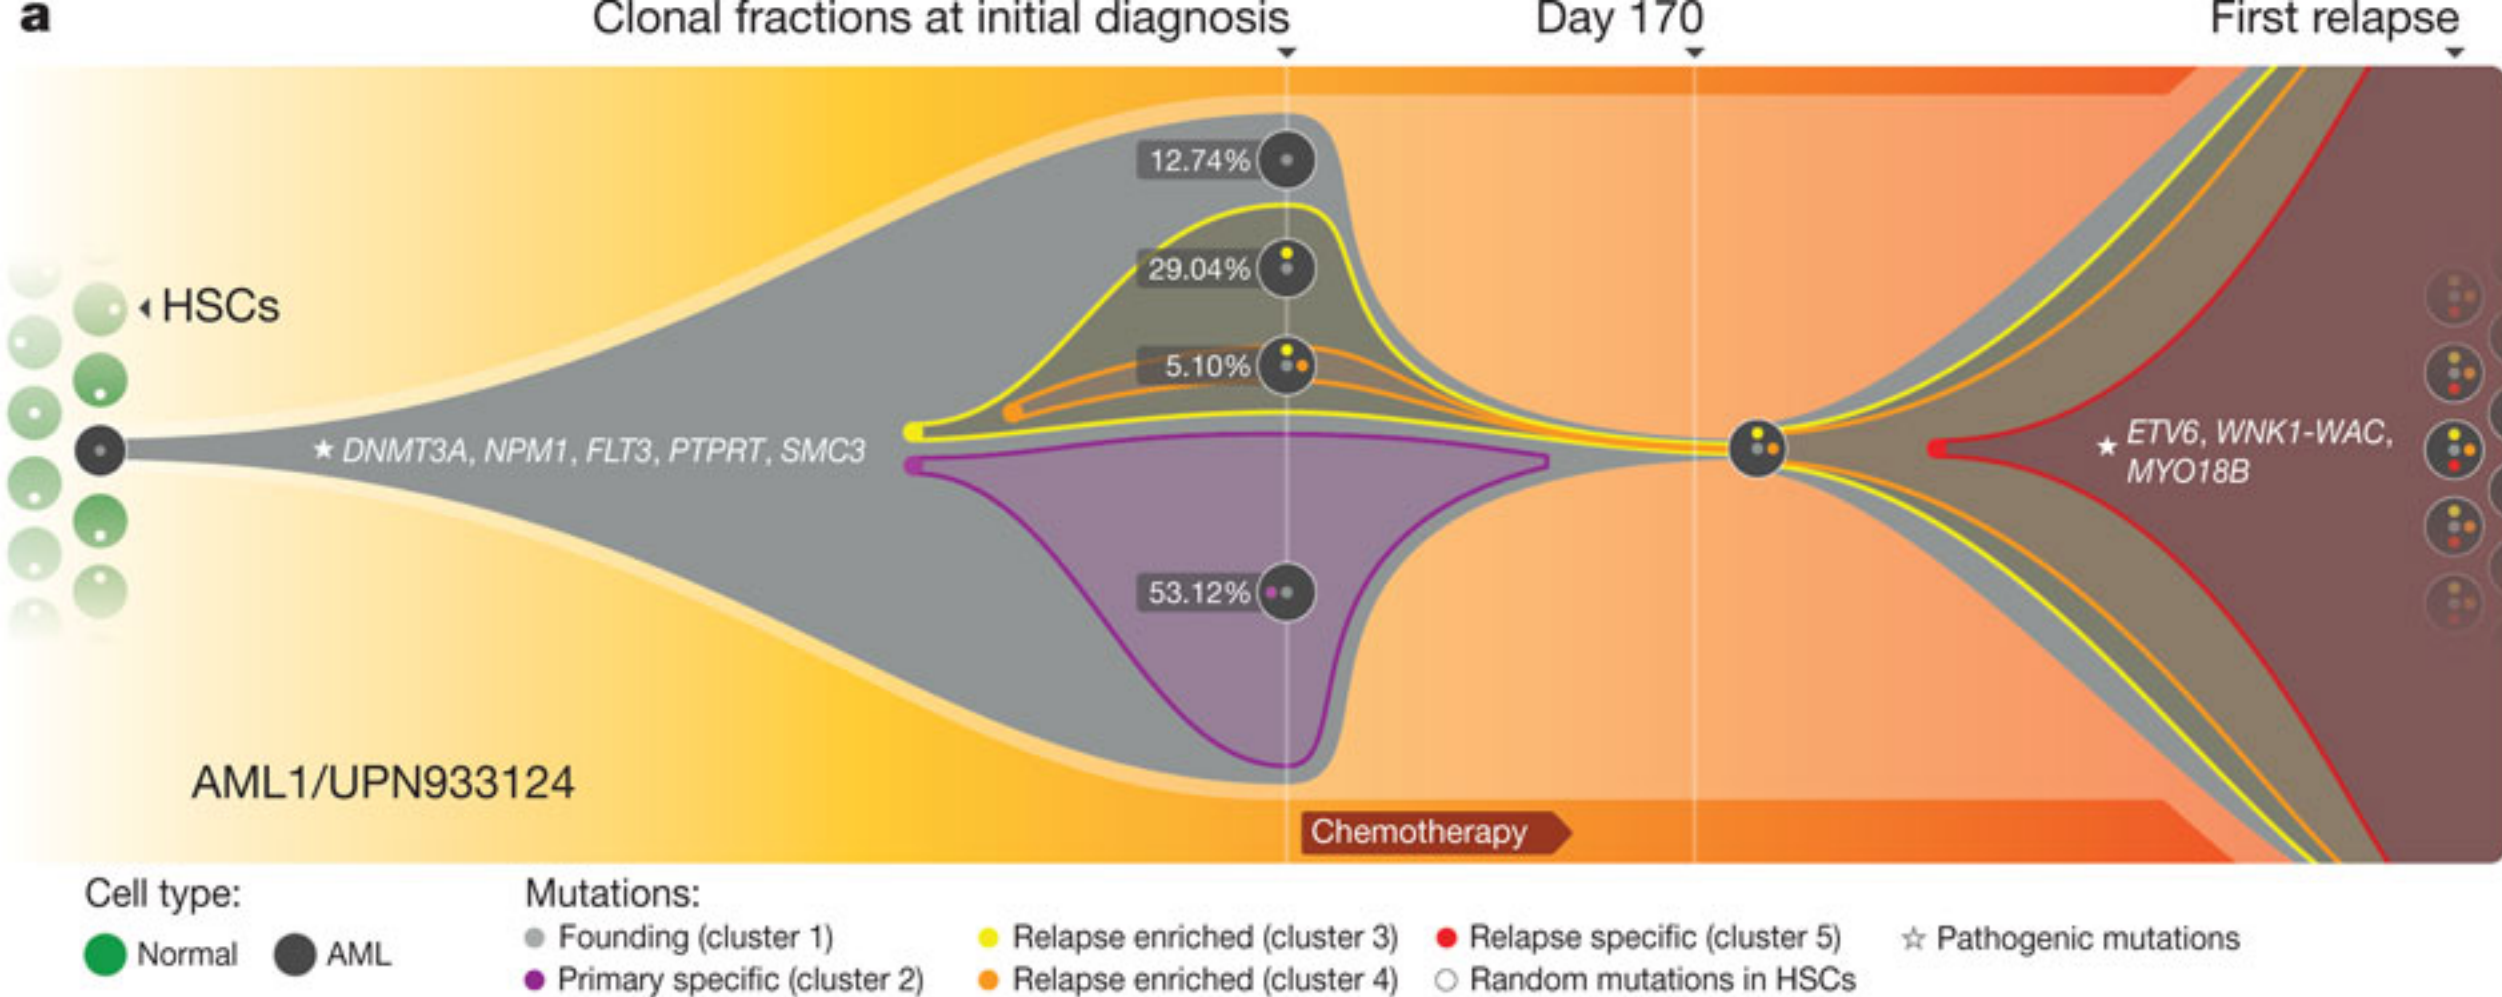 a
Clonal fractions at initial diagnosis
Day 170
First relapse
12.74%
29.04%
HSCs
5.10%
DNMT3A, NPM1, FLT3, PTPRT, SMC3
ETV6, WNK1-WAC,
MYO18B
53.12%
AML1/UPN933124
Chemotherapy
Cell type:
Normal
AML
Mutations:
Founding (cluster 1)
Primary specific (cluster 2)
Relapse enriched (cluster 3)
Relapse enriched (cluster 4)
Relapse specific (cluster 5)
Random mutations in HSCs
Pathogenic mutations